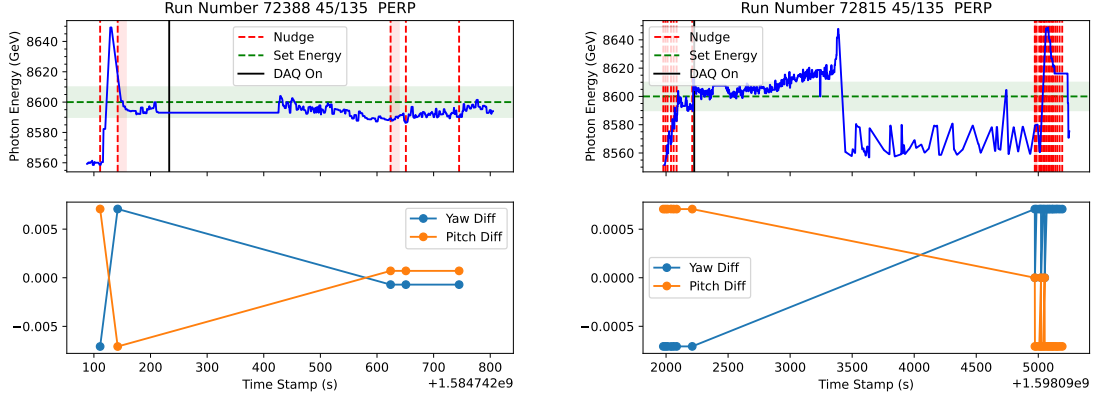 Run Number 72388 45/135  PERP
Photon Energy (GeV)
8640
8620
8600
8580
8560
Nudge
Set Energy
DAQ On
0.005
0.000
−0.005
Yaw Diff
Pitch Diff
100 200 300 400 500 600 700 800
Time Stamp (s)
+1.584742e9
Run Number 72815 45/135  PERP
Photon Energy (GeV)
8640
8620
8600
8580
8560
Nudge
Set Energy
DAQ On
0.0005
0.0000
−0.0005
Yaw Diff
Pitch Diff
2000 2500 3000 3500 4000 4500 5000
Time Stamp (s)
+1.59809e9